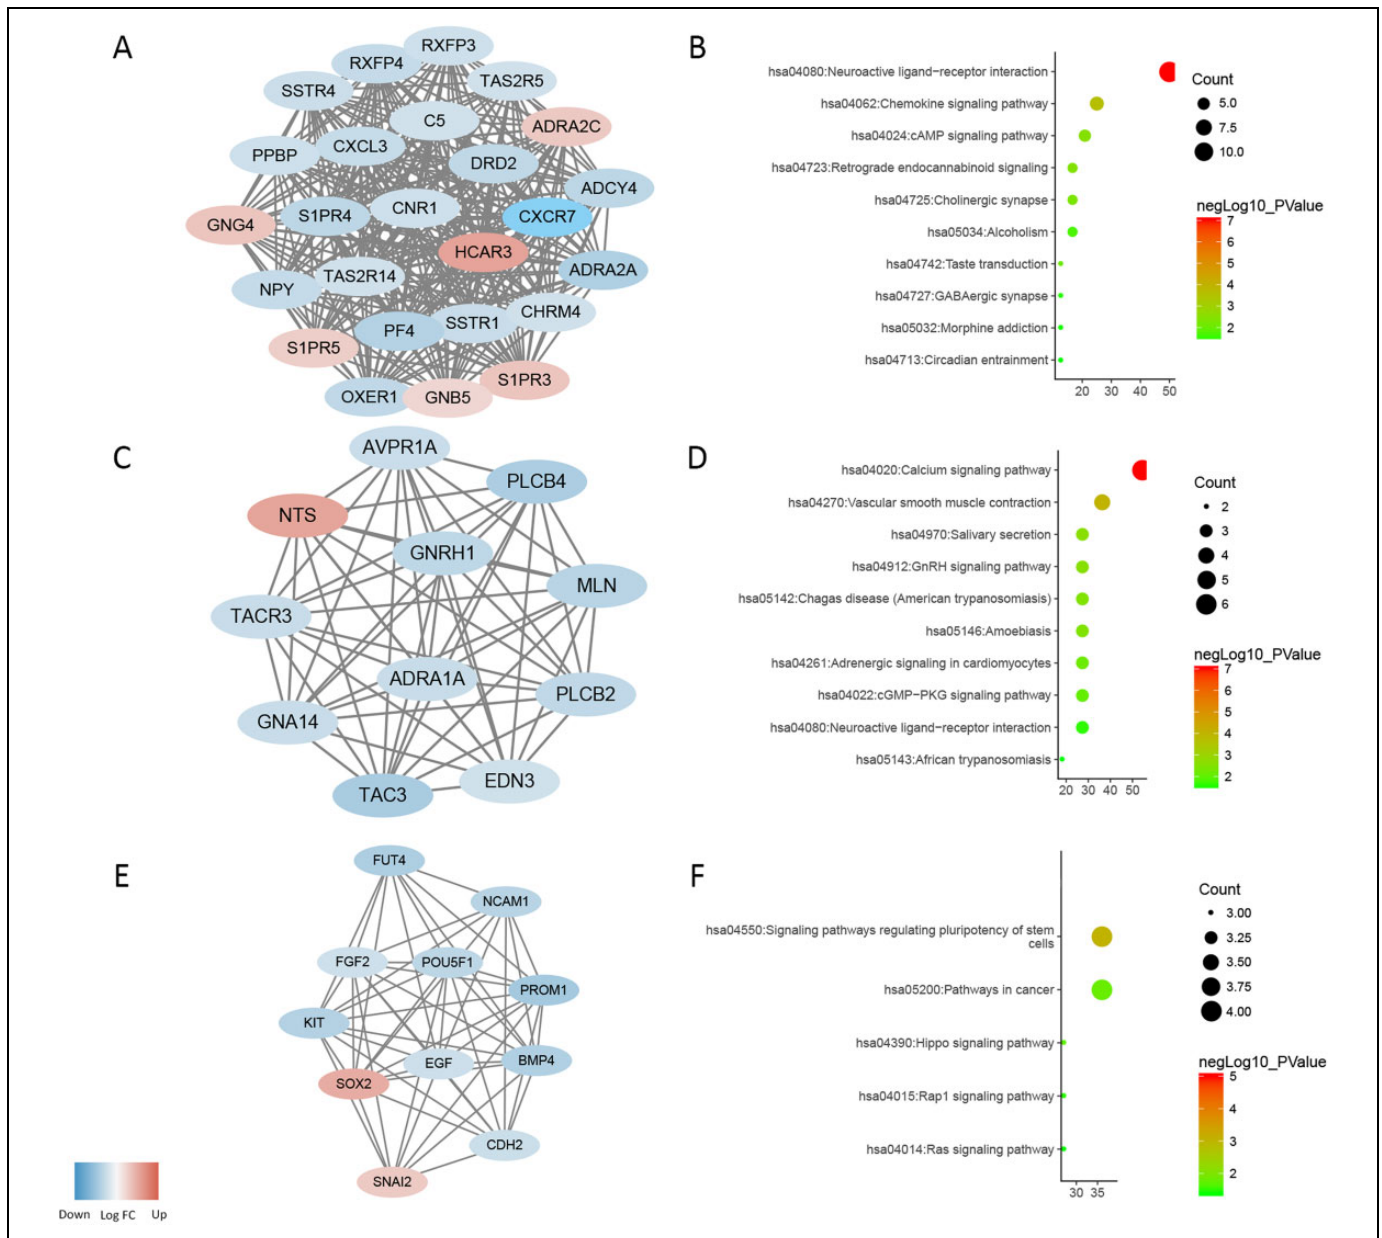 A
RXFP3
RXFP4
TAS2R5
SSTR4
C5
ADRA2C
CXCL3
PPBP
DRD2
ADCY4
CNR1
S1PR4
CXCR7
GNG4
HCAR3
ADRA2A
TAS2R14
NPY
CHRM4
SSTR1
PF4
S1PR5
S1PR3
OXER1
GNB5
B
hsa04080:Neuroactive ligand−receptor interaction
hsa04062:Chemokine signaling pathway
hsa04024:cAMP signaling pathway
hsa04723:Retrograde endocannabinoid signaling
hsa04725:Cholinergic synapse
hsa05034:Alcoholism
hsa04742:Taste transduction
hsa04727:GABAergic synapse
hsa05032:Morphine addiction
hsa04713:Circadian entrainment
20 30 40 50
Count
5.0
7.5
10.0
negLog10_PValue
7
6
5
4
3
2
C
AVPR1A
PLCB4
NTS
GNRH1
MLN
TACR3
ADRA1A
PLCB2
GNA14
EDN3
TAC3
D
hsa04020:Calcium signaling pathway
hsa04270:Vascular smooth muscle contraction
hsa04970:Salivary secretion
hsa04912:GnRH signaling pathway
hsa05142:Chagas disease (American trypanosomiasis)
hsa05146:Amoebiasis
hsa04261:Adrenergic signaling in cardiomyocytes
hsa04022:cGMP−PKG signaling pathway
hsa04080:Neuroactive ligand−receptor interaction
hsa05143:African trypanosomiasis
20 30 40 50
Count
2
3
4
5
6
negLog10_PValue
7
6
5
4
3
2
E
FUT4
NCAM1
FGF2
POU5F1
PROM1
KIT
EGF
BMP4
SOX2
CDH2
SNAI2
Down Log FC Up
F
hsa04550:Signaling pathways regulating pluripotency of stem
cells
hsa05200:Pathways in cancer
hsa04390:Hippo signaling pathway
hsa04015:Rap1 signaling pathway
hsa04014:Ras signaling pathway
30 35
Count
3.00
3.25
3.50
3.75
4.00
negLog10_PValue
5
4
3
2